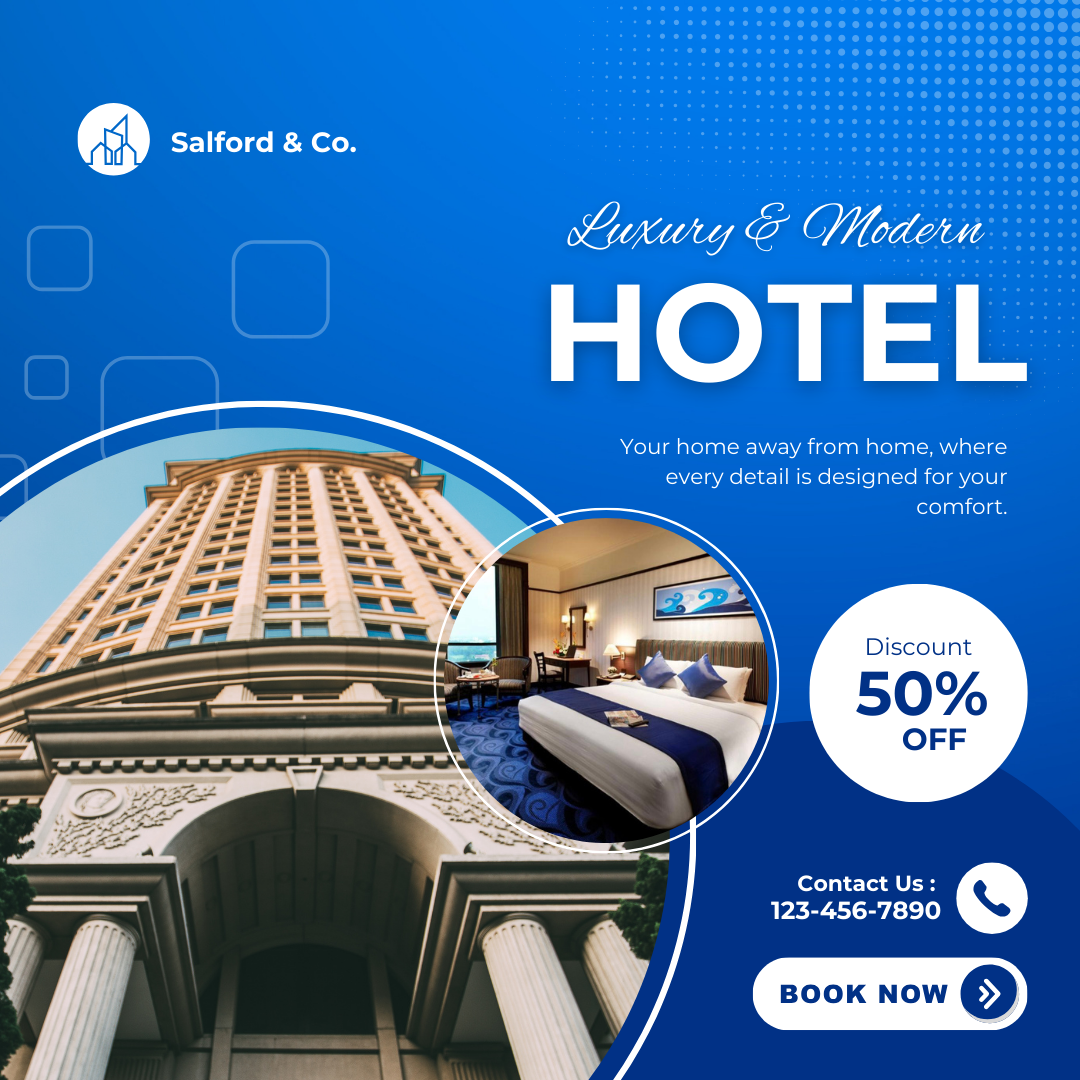 Salford & Co.
Luxury & Modern
HOTEL
Your home away from home, where
every detail is designed for your
comfort.
Discount
50%
OFF
Contact Us :
123-456-7890
BOOK NOW